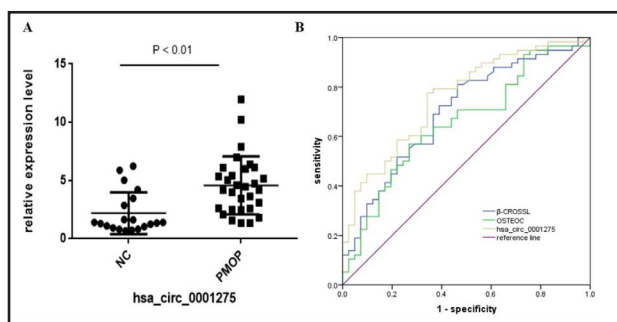 A
B
P < 0.01
relative expression level
15
10
5
0
NC
PMOP
hsa_circ_0001275
sensitivity
1.0
0.8
0.6
0.4
0.2
0.0
β-CROSSL
OSTEOC
hsa_circ_0001275
reference line
0.0 0.2 0.4 0.6 0.8 1.0
1 - specificity